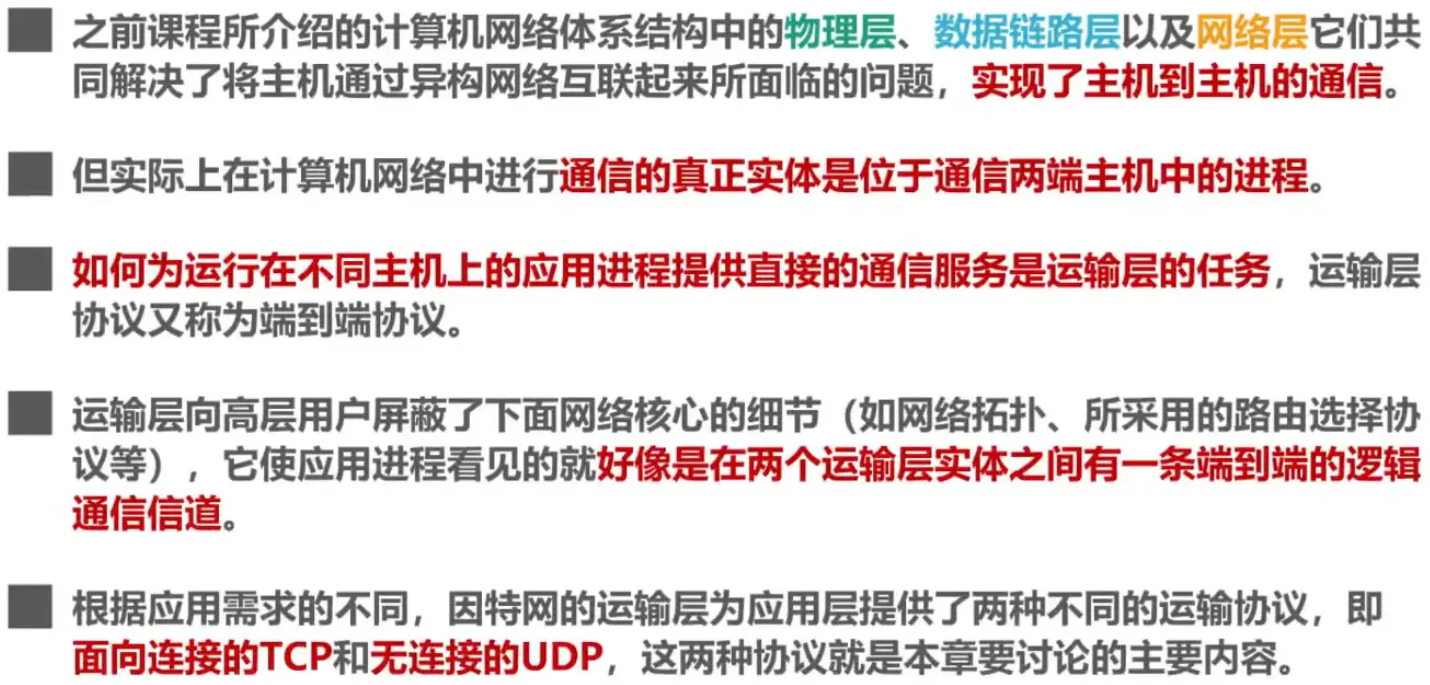 之前课程所介绍的计算机网络体系结构中的物理层、数据链路层以及网络层它们共
同解决了将主机通过异构网络互联起来所面临的问题，实现了主机到主机的通信。
但实际上在计算机网络中进行通信的真正实体是位于通信两端主机中的进程。
如何为运行在不同主机上的应用进程提供直接的通信服务是运输层的任务，运输层
协议又称为端到端协议。
运输层向高层用户屏蔽了下面网络核心的细节（如网络拓扑、所采用的路由选择协
议等），它使应用进程看见的就好像是在两个运输层实体之间有一条端到端的逻辑
通信信道。
根据应用需求的不同，因特网的运输层为应用层提供了两种不同的运输协议，即
面向连接的TCP和无连接的UDP，这两种协议就是本章要讨论的主要内容。